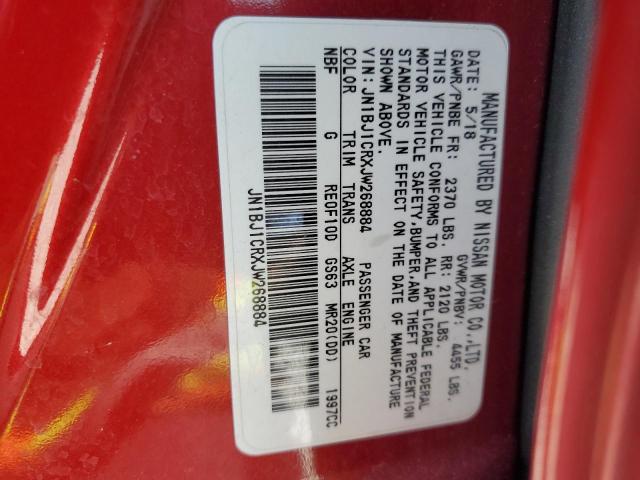 MANUFACTURED BY NISSAN MOTOR CO.,LTD.
DATE: 5/18 GVWR/PNBV: 4455 LBS.
GAWR/PNBE FR: 2370 LBS. RR: 2120 LBS.
THIS VEHICLE CONFORMS TO ALL APPLICABLE FEDERAL
MOTOR VEHICLE SAFETY,BUMPER,AND THEFT PREVENTION
STANDARDS IN EFFECT ON THE DATE OF MANUFACTURE
SHOWN ABOVE.
VIN: JN1BJ1CRXJW268884 PASSENGER CAR
COLOR TRIM TRANS AXLE ENGINE
NBF G RE0F10D GS63 MR20(DD) 1997CC
JN1BJ1CRXJW268884